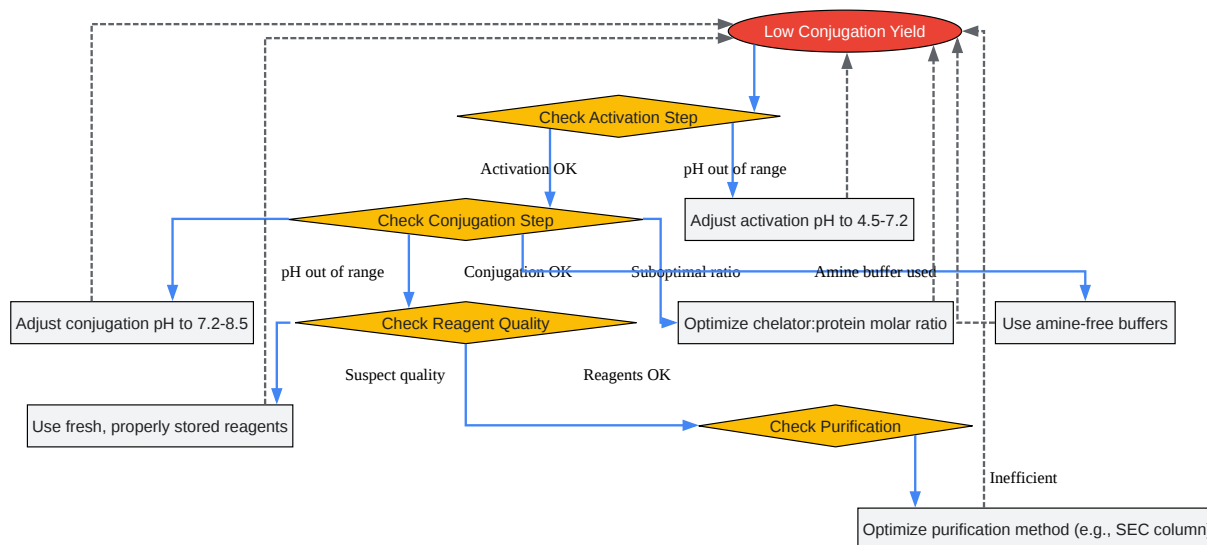 Low Conjugation Yield
Check Activation Step
Activation OK
pH out of range
Check Conjugation Step
Adjust activation pH to 4.5-7.2
pH out of range
Conjugation OK
Suboptimal ratio
Amine buffer used
Adjust conjugation pH to 7.2-8.5
Check Reagent Quality
Optimize chelator:protein molar ratio
Use amine-free buffers
Suspect quality
Reagents OK
Use fresh, properly stored reagents
Check Purification
Inefficient
Optimize purification method (e.g., SEC column)